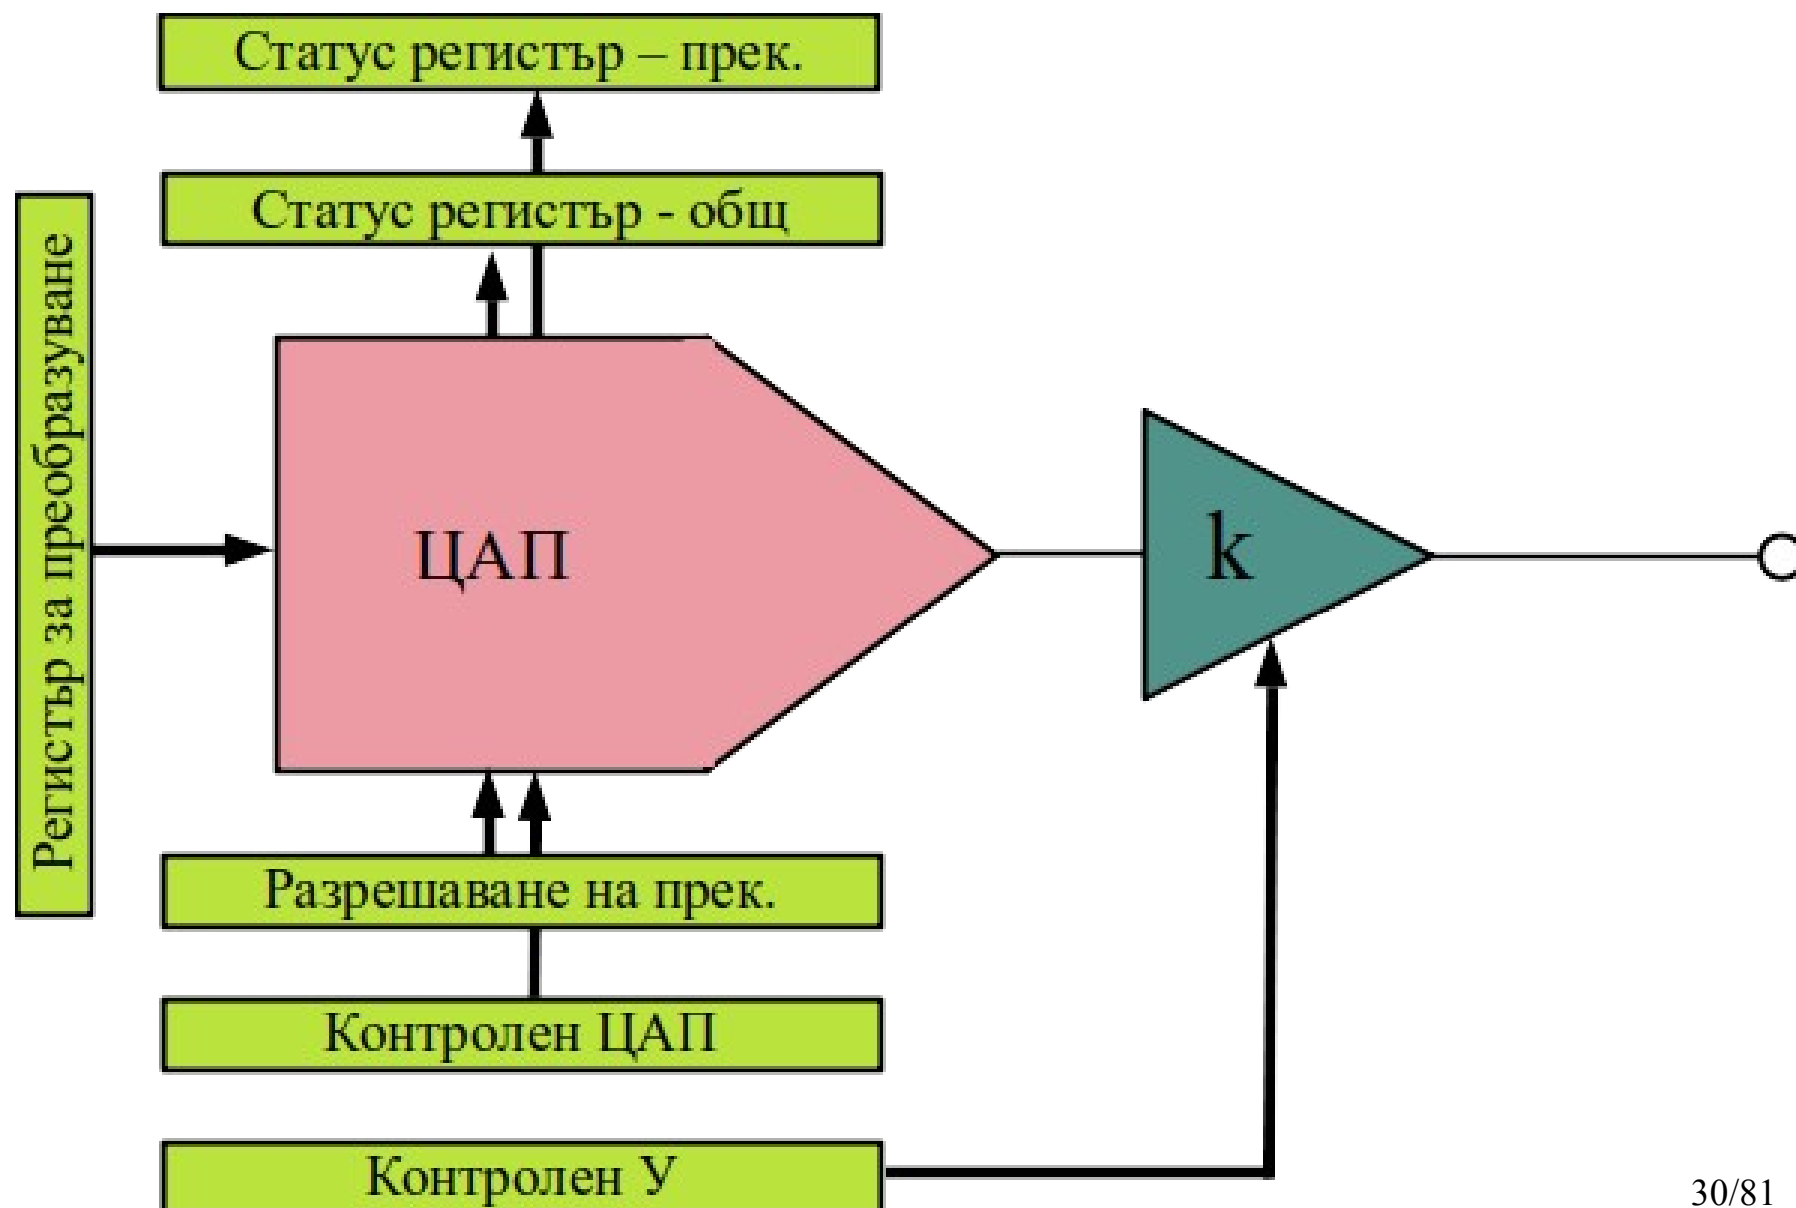 Статус регистър – прек.
Статус регистър - общ
Регистър за преобразуване
ЦАП
k
Разрешаване на прек.
Контролен ЦАП
Контролен У
30/81